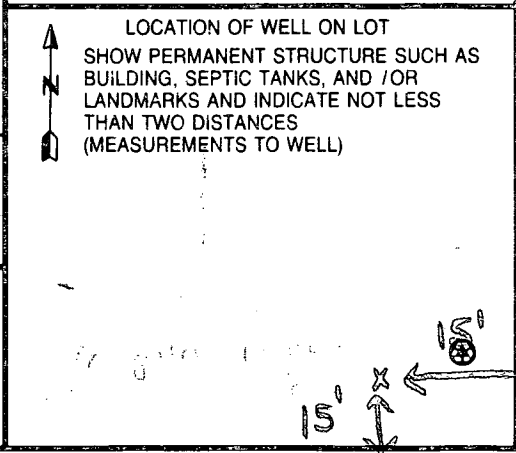 LOCATION OF WELL ON LOT
N
SHOW PERMANENT STRUCTURE SUCH AS
BUILDING, SEPTIC TANKS, AND / OR
LANDMARKS AND INDICATE NOT LESS
THAN TWO DISTANCES
(MEASUREMENTS TO WELL)
15'
X
15'